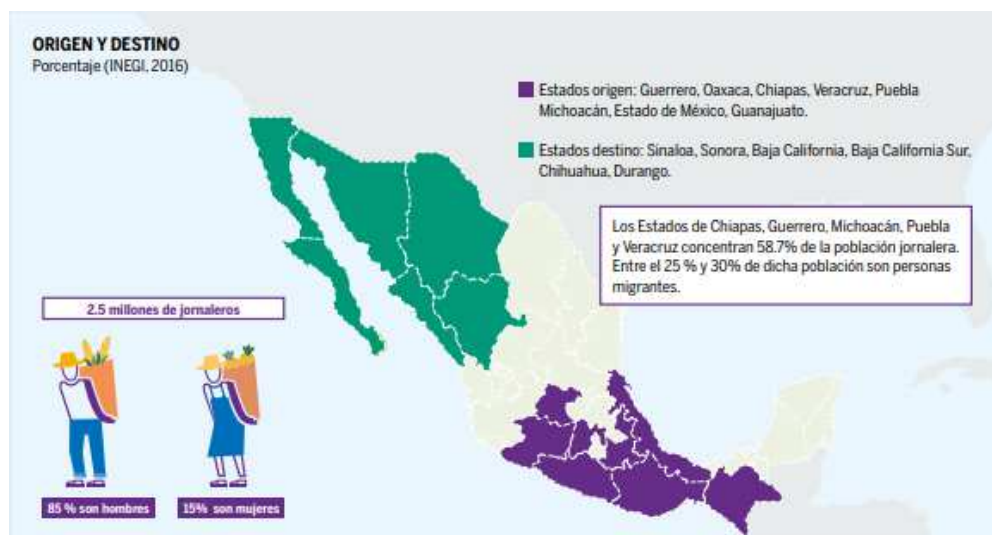 ORIGEN Y DESTINO
Porcentaje (INEGI, 2016)
Estados origen: Guerrero, Oaxaca, Chiapas, Veracruz, Puebla
Michoacán, Estado de México, Guanajuato.
Estados destino: Sinaloa, Sonora, Baja California, Baja California Sur,
Chihuahua, Durango.
Los Estados de Chiapas, Guerrero, Michoacán, Puebla
y Veracruz concentran 58.7% de la población jornalera.
Entre el 25 % y 30% de dicha población son personas
migrantes.
2.5 millones de jornaleros
85 % son hombres
15% son mujeres